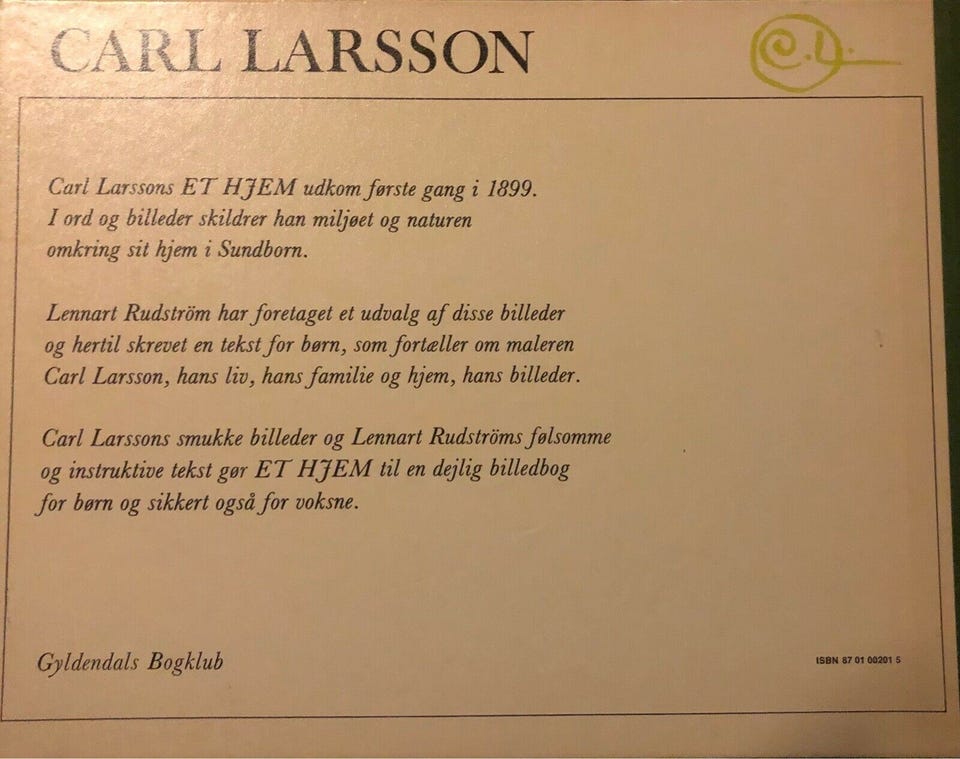 CARL LARSSON
C.L.
Carl Larssons ET HJEM udkom første gang i 1899.
I ord og billeder skildrer han miljøet og naturen
omkring sit hjem i Sundborn.
Lennart Rudström har foretaget et udvalg af disse billeder
og hertil skrevet en tekst for børn, som fortæller om maleren
Carl Larsson, hans liv, hans familie og hjem, hans billeder.
Carl Larssons smukke billeder og Lennart Rudströms følsomme
og instruktive tekst gør ET HJEM til en dejlig billedbog
for børn og sikkert også for voksne.
Gyldendals Bogklub
ISBN 87 01 00201 5